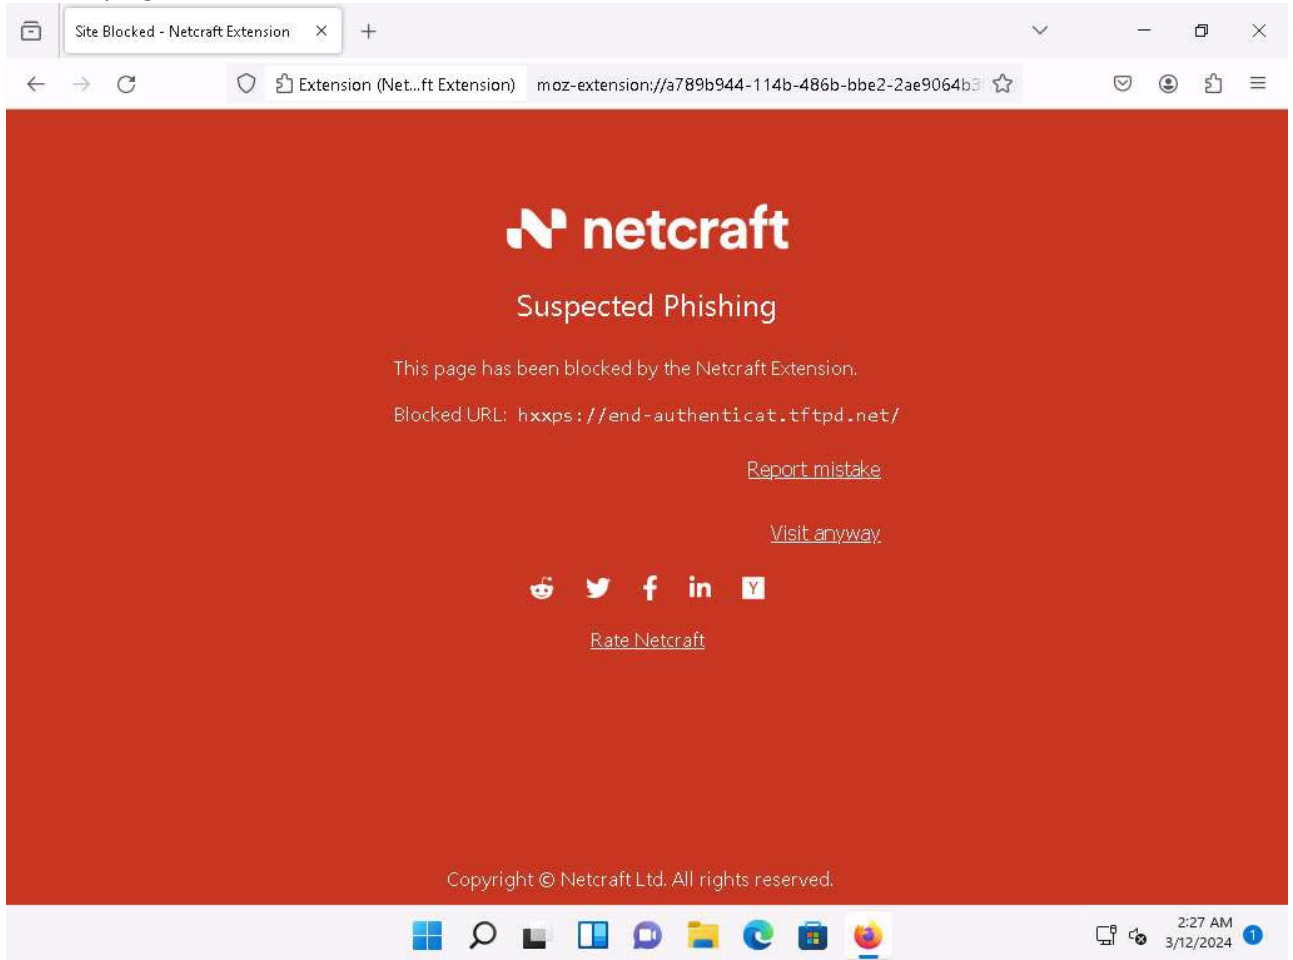 Site Blocked - Netcraft Extension
Extension (Net...ft Extension) moz-extension://a789b944-114b-486b-bbe2-2ae9064b3
netcraft
Suspected Phishing
This page has been blocked by the Netcraft Extension.
Blocked URL: hxxps://end-authenticat.tftpd.net/
Report mistake
Visit anyway
f in Y
Rate Netcraft
Copyright © Netcraft Ltd. All rights reserved.
2:27 AM
3/12/2024 1